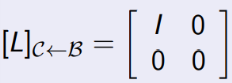 [L]_{C←B} = [ I 0
0 0 ]